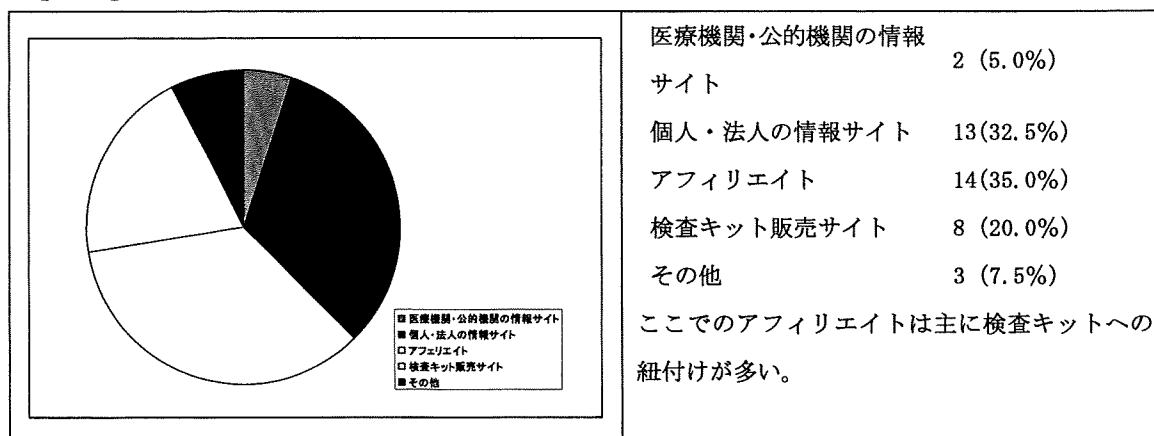 医療機関・公的機関の情報
サイト
2 (5.0%)
個人・法人の情報サイト 13(32.5%)
アフィリエイト 14(35.0%)
検査キット販売サイト 8 (20.0%)
その他 3 (7.5%)
ここでのアフィリエイトは主に検査キットへの
紐付けが多い。
医療機関・公的機関の情報サイト
個人・法人の情報サイト
アフェリエイト
検査キット販売サイト
その他